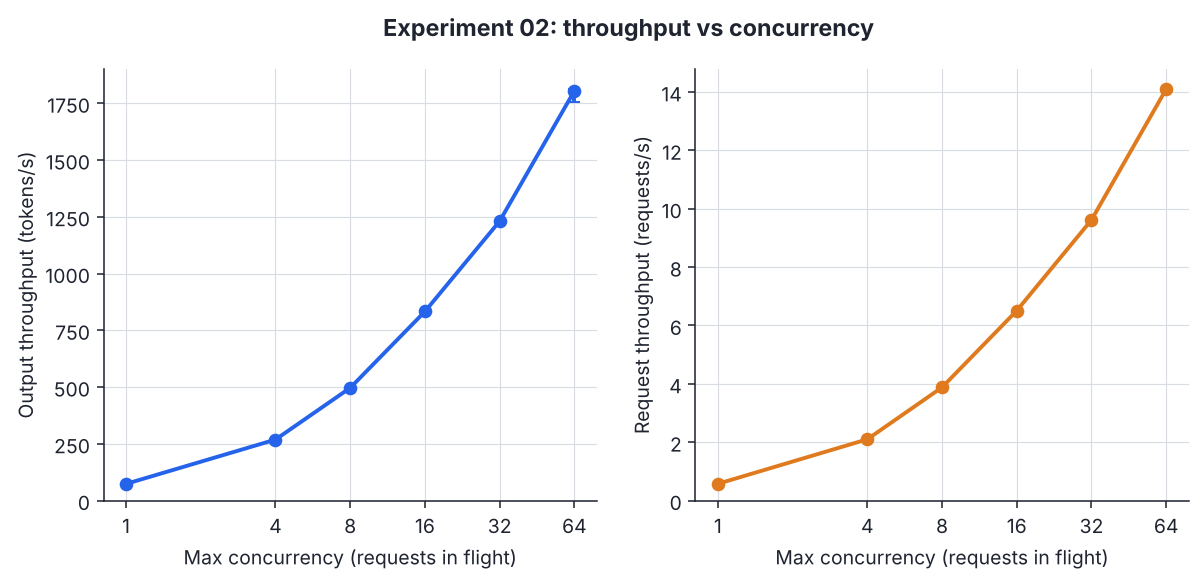 Experiment 02: throughput vs concurrency
Output throughput (tokens/s)
1750
1500
1250
1000
750
500
250
0
1 4 8 16 32 64
Max concurrency (requests in flight)
Request throughput (requests/s)
14
12
10
8
6
4
2
0
1 4 8 16 32 64
Max concurrency (requests in flight)